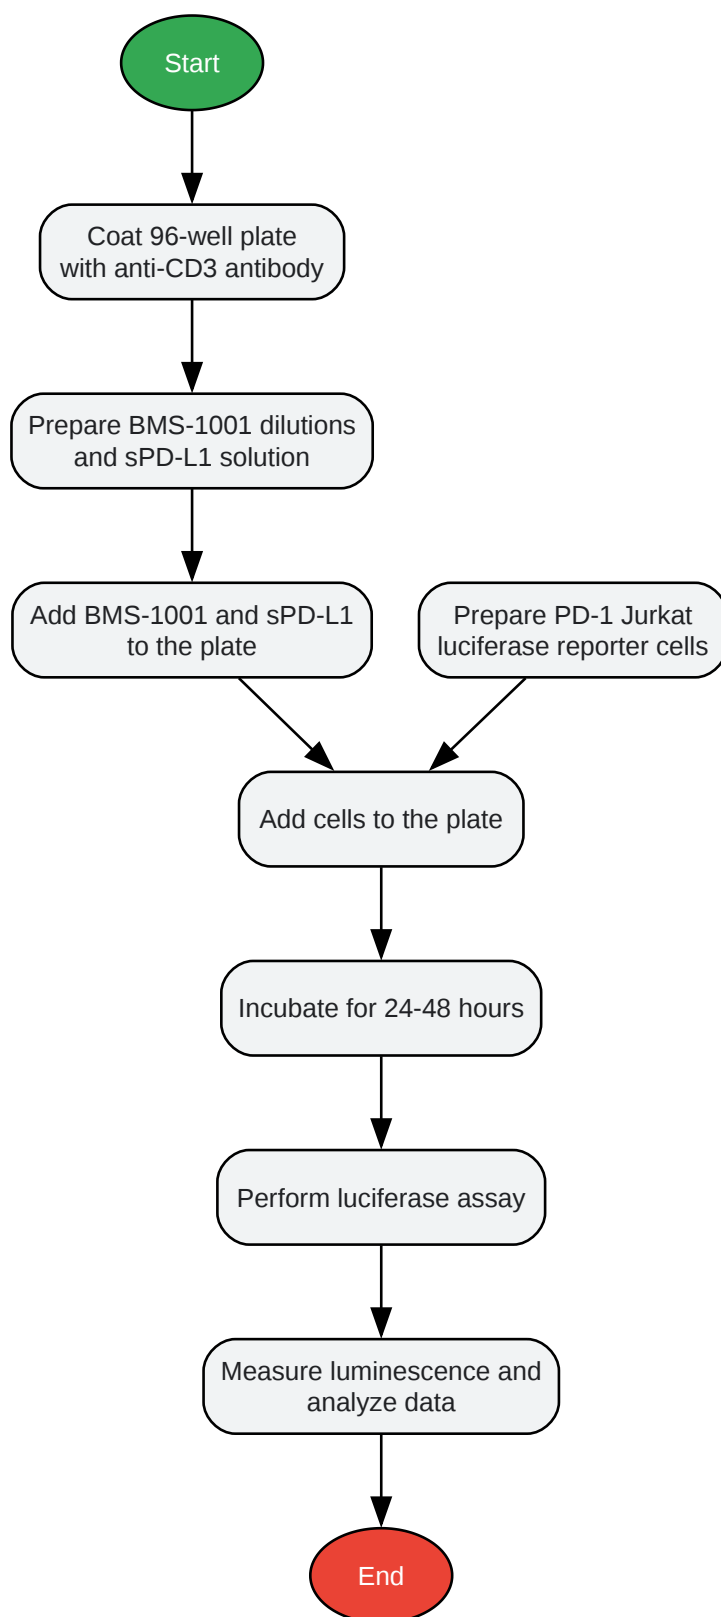 Start
Coat 96-well plate
with anti-CD3 antibody
Prepare BMS-1001 dilutions
and sPD-L1 solution
Add BMS-1001 and sPD-L1
to the plate
Prepare PD-1 Jurkat
luciferase reporter cells
Add cells to the plate
Incubate for 24-48 hours
Perform luciferase assay
Measure luminescence and
analyze data
End